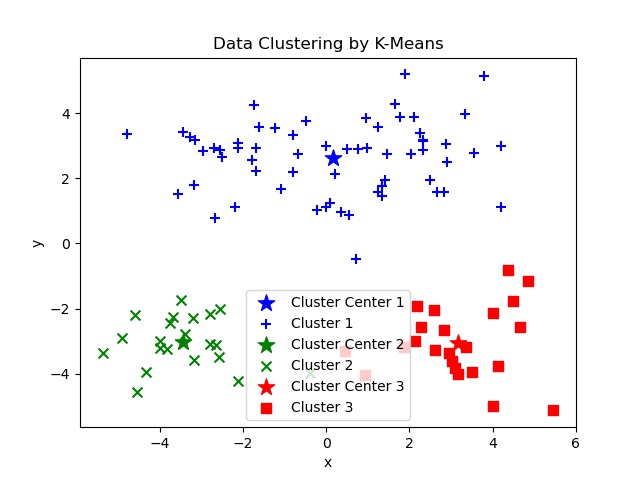 Data Clustering by K-Means
4
2
0
−2
−4
y
Cluster Center 1
Cluster 1
Cluster Center 2
Cluster 2
Cluster Center 3
Cluster 3
−4
−2
0
2
4
6
x